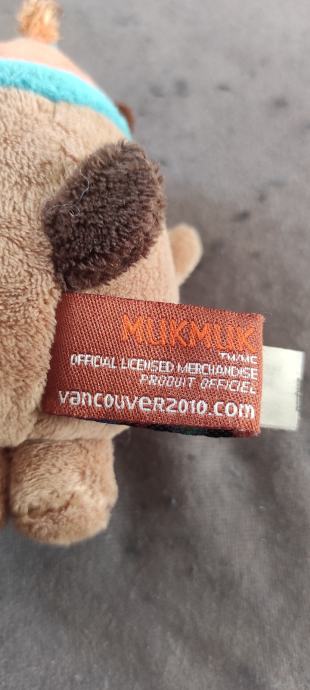 MUKMUK
TM/MC
OFFICIAL LICENSED MERCHANDISE
PRODUIT OFFICIEL
vancouver2010.com